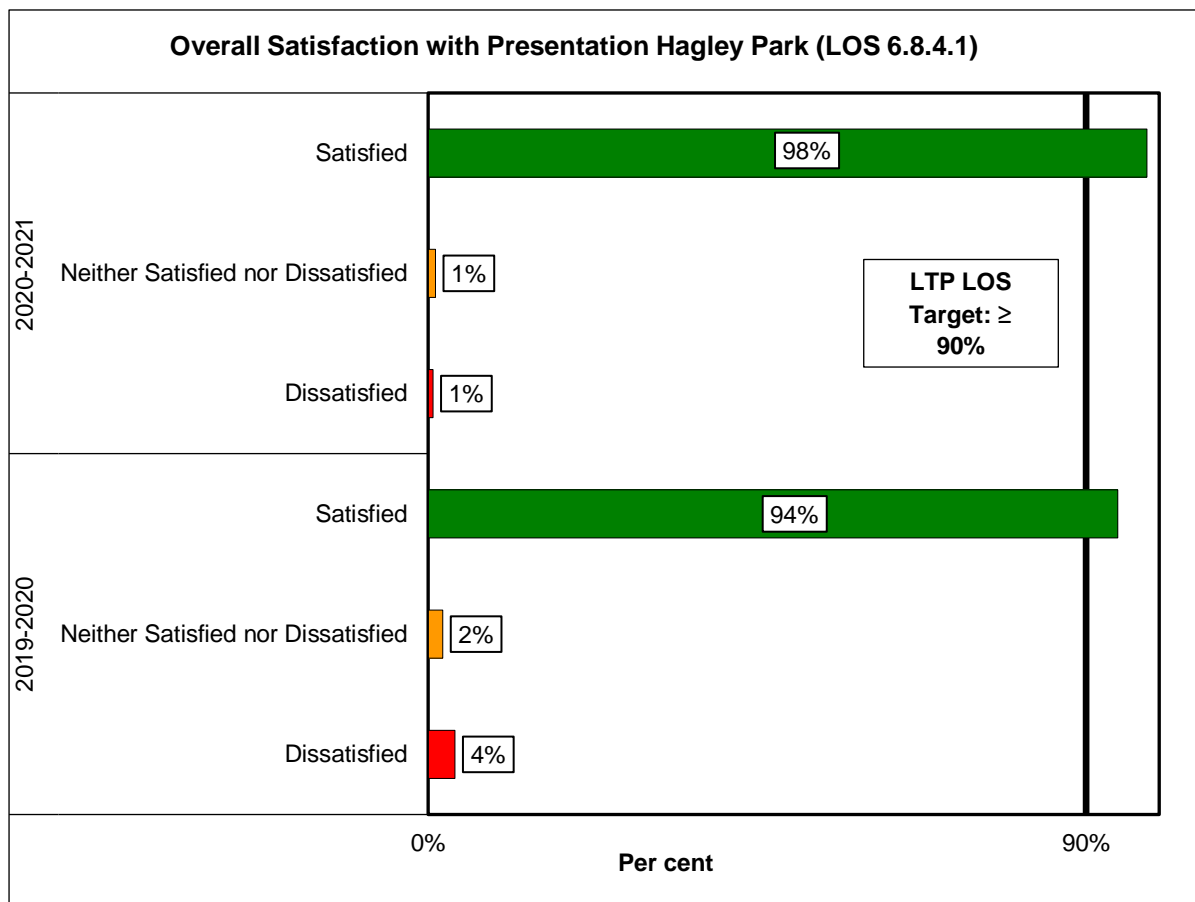 Overall Satisfaction with Presentation Hagley Park (LOS 6.8.4.1)
2020-2021
Satisfied
98%
Neither Satisfied nor Dissatisfied
1%
Dissatisfied
1%
LTP LOS
Target: ≥
90%
2019-2020
Satisfied
94%
Neither Satisfied nor Dissatisfied
2%
Dissatisfied
4%
0%
90%
Per cent